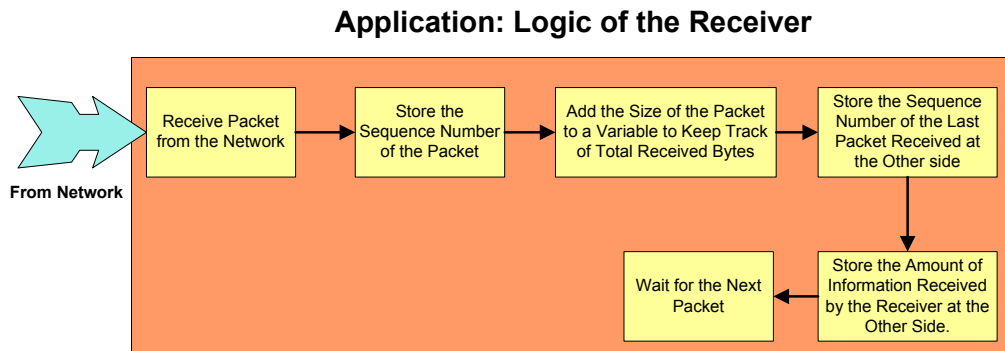 Application: Logic of the Receiver
From Network
Receive Packet
from the Network
Store the
Sequence Number
of the Packet
Add the Size of the Packet
to a Variable to Keep Track
of Total Received Bytes
Store the Sequence
Number of the Last
Packet Received at
the Other side
Store the Amount of
Information Received
by the Receiver at the
Other Side.
Wait for the Next
Packet